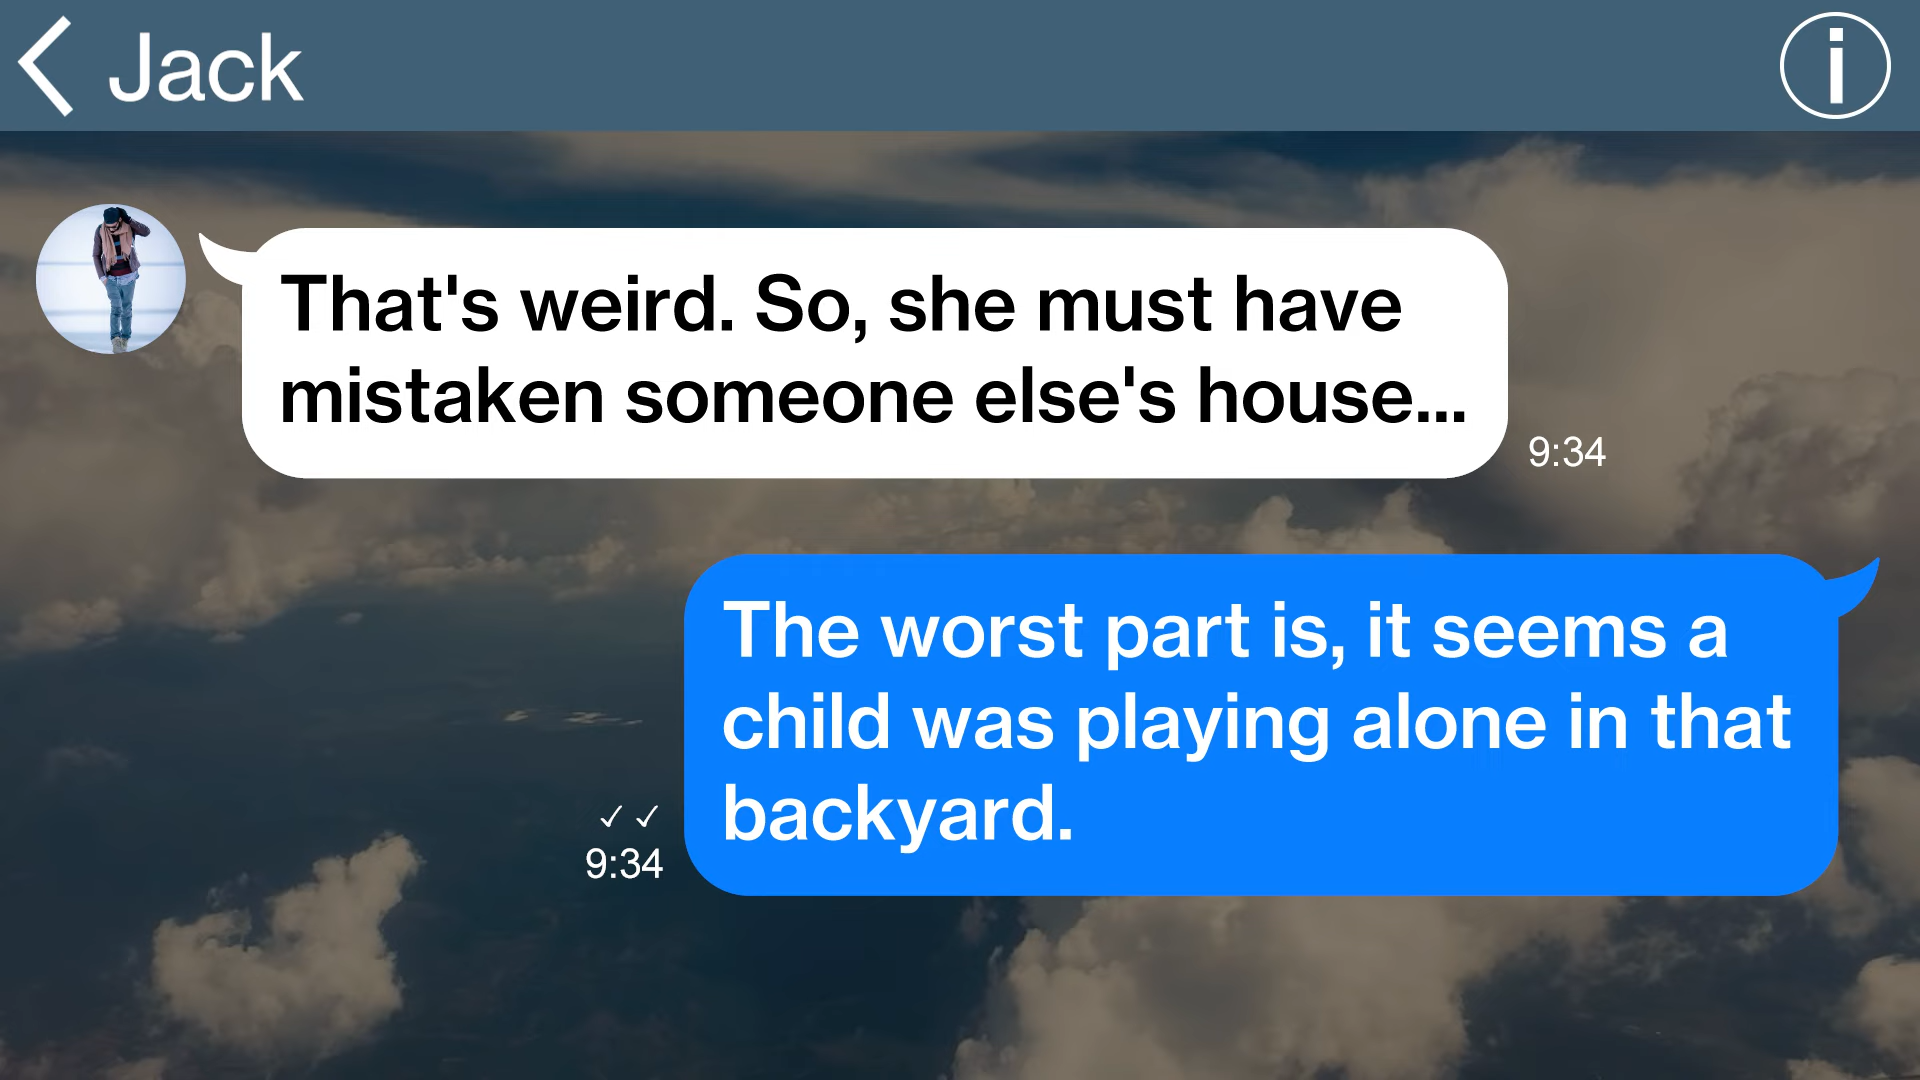 Jack
That's weird. So, she must have
mistaken someone else's house...
9:34
The worst part is, it seems a
child was playing alone in that
backyard.
✓✓
9:34